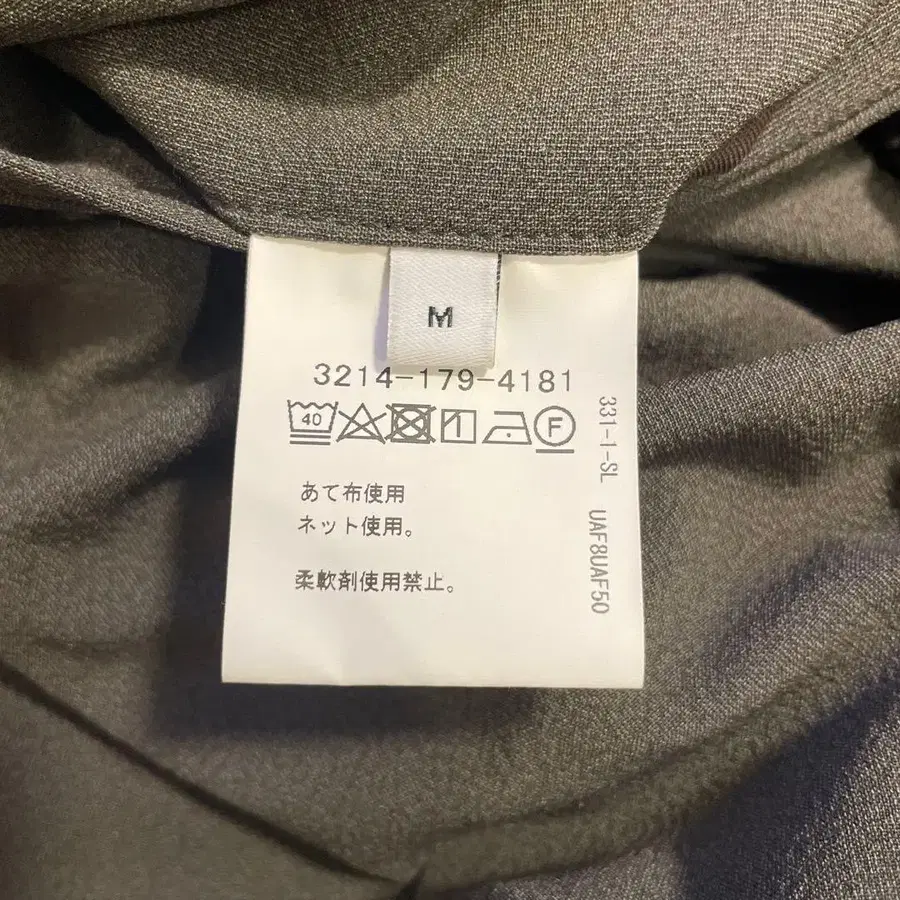 M
3214-179-4181
40
F
あて布使用
ネット使用。
柔軟剤使用禁止。
331-1-SL UAF8UAF50